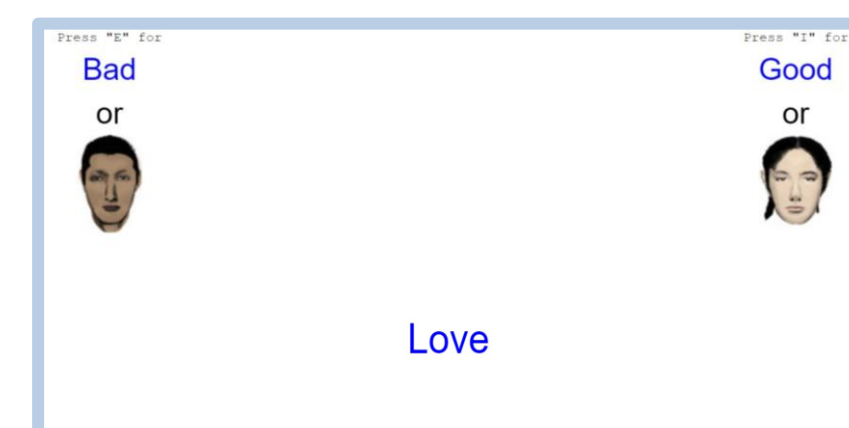 Press "E" for
Bad
or
Press "I" for
Good
or
Love